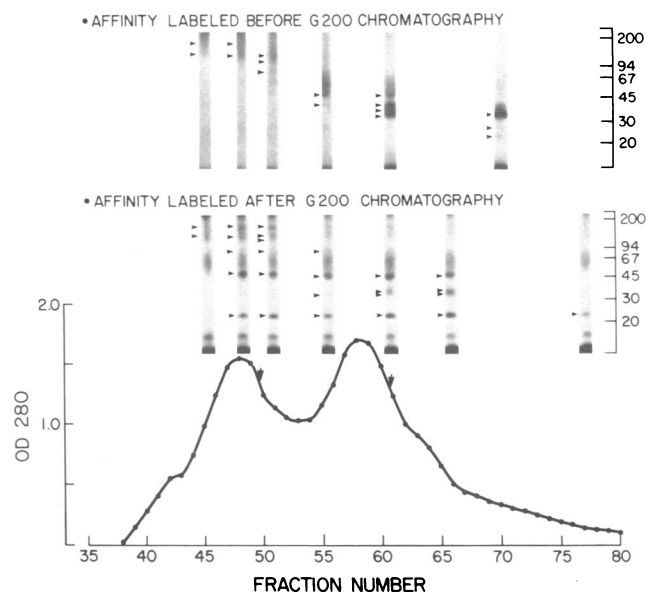 • AFFINITY LABELED BEFORE G200 CHROMATOGRAPHY
200
94
67
45
30
20
• AFFINITY LABELED AFTER G200 CHROMATOGRAPHY
200
94
67
45
30
20
2.0
1.0
OD 280
35 40 45 50 55 60 65 70 75 80
FRACTION NUMBER